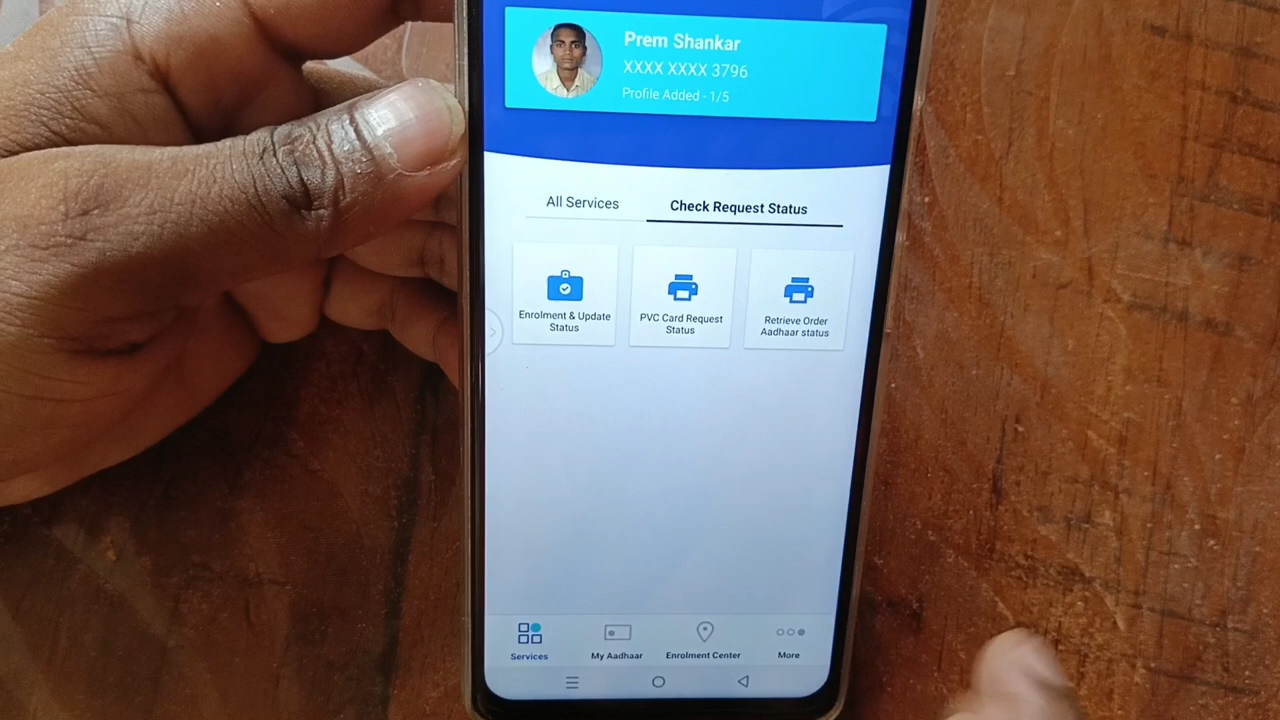 Prem Shankar
XXXX XXXX 3796
Profile Added - 1/5
All Services
Check Request Status
Enrolment & Update
Status
PVC Card Request
Status
Retrieve Order
Aadhaar status
Services
My Aadhaar
Enrolment Center
More